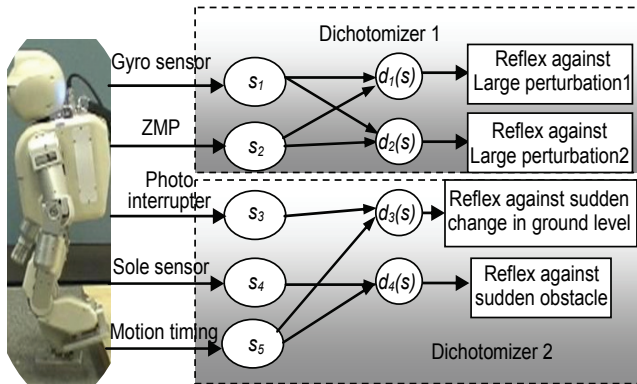 Dichotomizer 1
Gyro sensor
s1
d1(s)
Reflex against
Large perturbation1
ZMP
s2
d2(s)
Reflex against
Large perturbation2
Photo
interrupter
s3
d3(s)
Reflex against sudden
change in ground level
Sole sensor
s4
d4(s)
Reflex against
sudden obstacle
Motion timing
s5
Dichotomizer 2